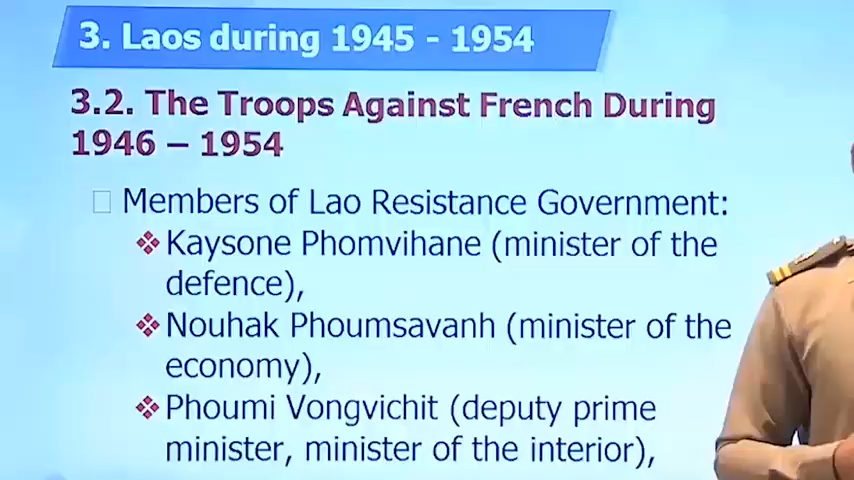 3. Laos during 1945 - 1954
3.2. The Troops Against French During
1946 – 1954
Members of Lao Resistance Government:
Kaysone Phomvihane (minister of the
defence),
Nouhak Phoumsavanh (minister of the
economy),
Phoumi Vongvichit (deputy prime
minister, minister of the interior),